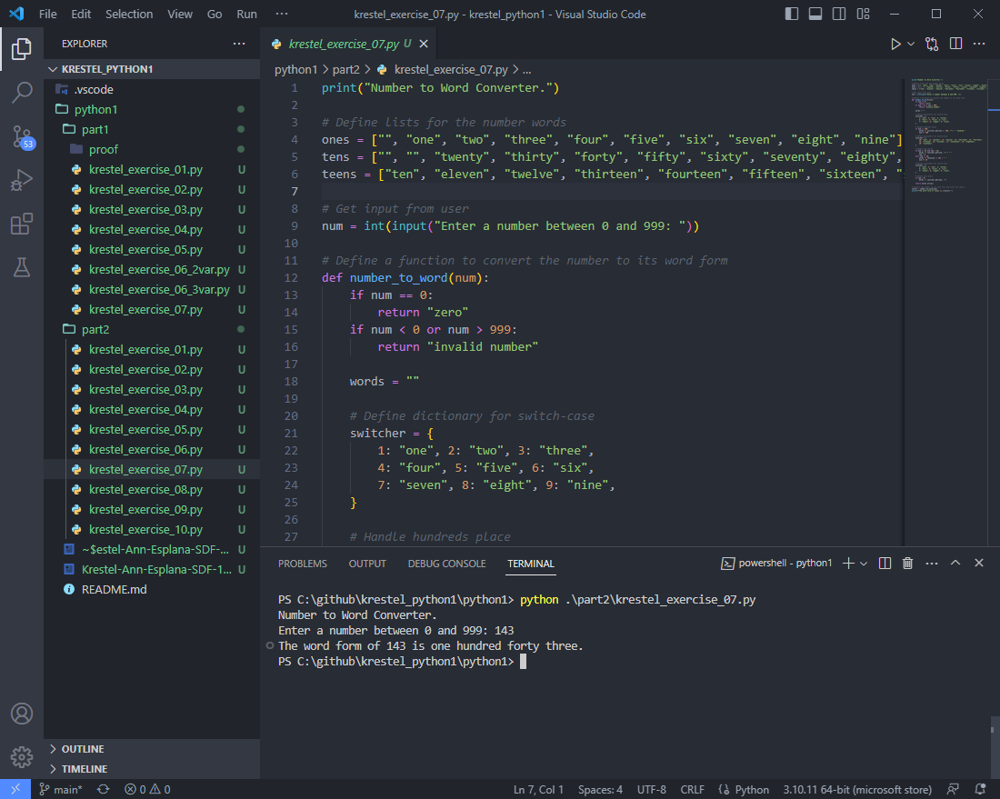 File Edit Selection View Go Run ··· krestel_exercise_07.py - krestel_python1 - Visual Studio Code
EXPLORER ···
KRESTEL_PYTHON1
.vscode
python1
part1
proof
krestel_exercise_01.py U
krestel_exercise_02.py U
krestel_exercise_03.py U
krestel_exercise_04.py U
krestel_exercise_05.py U
krestel_exercise_06_2var.py U
krestel_exercise_06_3var.py U
krestel_exercise_07.py U
part2
krestel_exercise_01.py U
krestel_exercise_02.py U
krestel_exercise_03.py U
krestel_exercise_04.py U
krestel_exercise_05.py U
krestel_exercise_06.py U
krestel_exercise_07.py U
krestel_exercise_08.py U
krestel_exercise_09.py U
krestel_exercise_10.py U
~$estel-Ann-Esplana-SDF-... U
Krestel-Ann-Esplana-SDF-1... U
README.md
OUTLINE
TIMELINE
53
krestel_exercise_07.py U
python1 > part2 > krestel_exercise_07.py > ...
1 print("Number to Word Converter.")
2
3 # Define lists for the number words
4 ones = ["", "one", "two", "three", "four", "five", "six", "seven", "eight", "nine"]
5 tens = ["", "", "twenty", "thirty", "forty", "fifty", "sixty", "seventy", "eighty",
6 teens = ["ten", "eleven", "twelve", "thirteen", "fourteen", "fifteen", "sixteen", "
7
8 # Get input from user
9 num = int(input("Enter a number between 0 and 999: "))
10
11 # Define a function to convert the number to its word form
12 def number_to_word(num):
13 if num == 0:
14 return "zero"
15 if num < 0 or num > 999:
16 return "invalid number"
17
18 words = ""
19
20 # Define dictionary for switch-case
21 switcher = {
22 1: "one", 2: "two", 3: "three",
23 4: "four", 5: "five", 6: "six",
24 7: "seven", 8: "eight", 9: "nine",
25 }
26
27 # Handle hundreds place
PROBLEMS OUTPUT DEBUG CONSOLE TERMINAL powershell - python1
PS C:\github\krestel_python1\python1> python .\part2\krestel_exercise_07.py
Number to Word Converter.
Enter a number between 0 and 999: 143
The word form of 143 is one hundred forty three.
PS C:\github\krestel_python1\python1>
main* 0 0 Ln 7, Col 1 Spaces: 4 UTF-8 CRLF Python 3.10.11 64-bit (microsoft store)